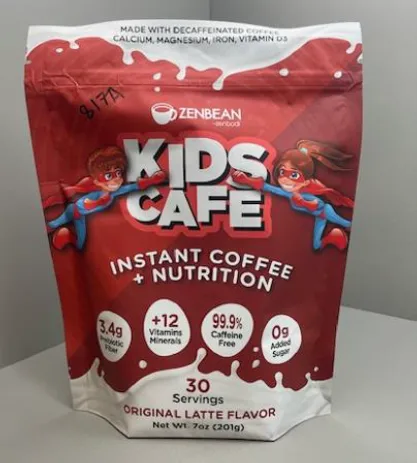 MADE WITH DECAFFEINATED COFFEE
CALCIUM, MAGNESIUM, IRON, VITAMIN D3
817A
ZENBEAN
-zenbodi
KIDS
CAFE
INSTANT COFFEE
+ NUTRITION
3.4g
Prebiotic
Fiber
+12
Vitamins
Minerals
99.9%
Caffeine
Free
0g
Added
Sugar
30
Servings
ORIGINAL LATTE FLAVOR
Net Wt. 7oz (201g)